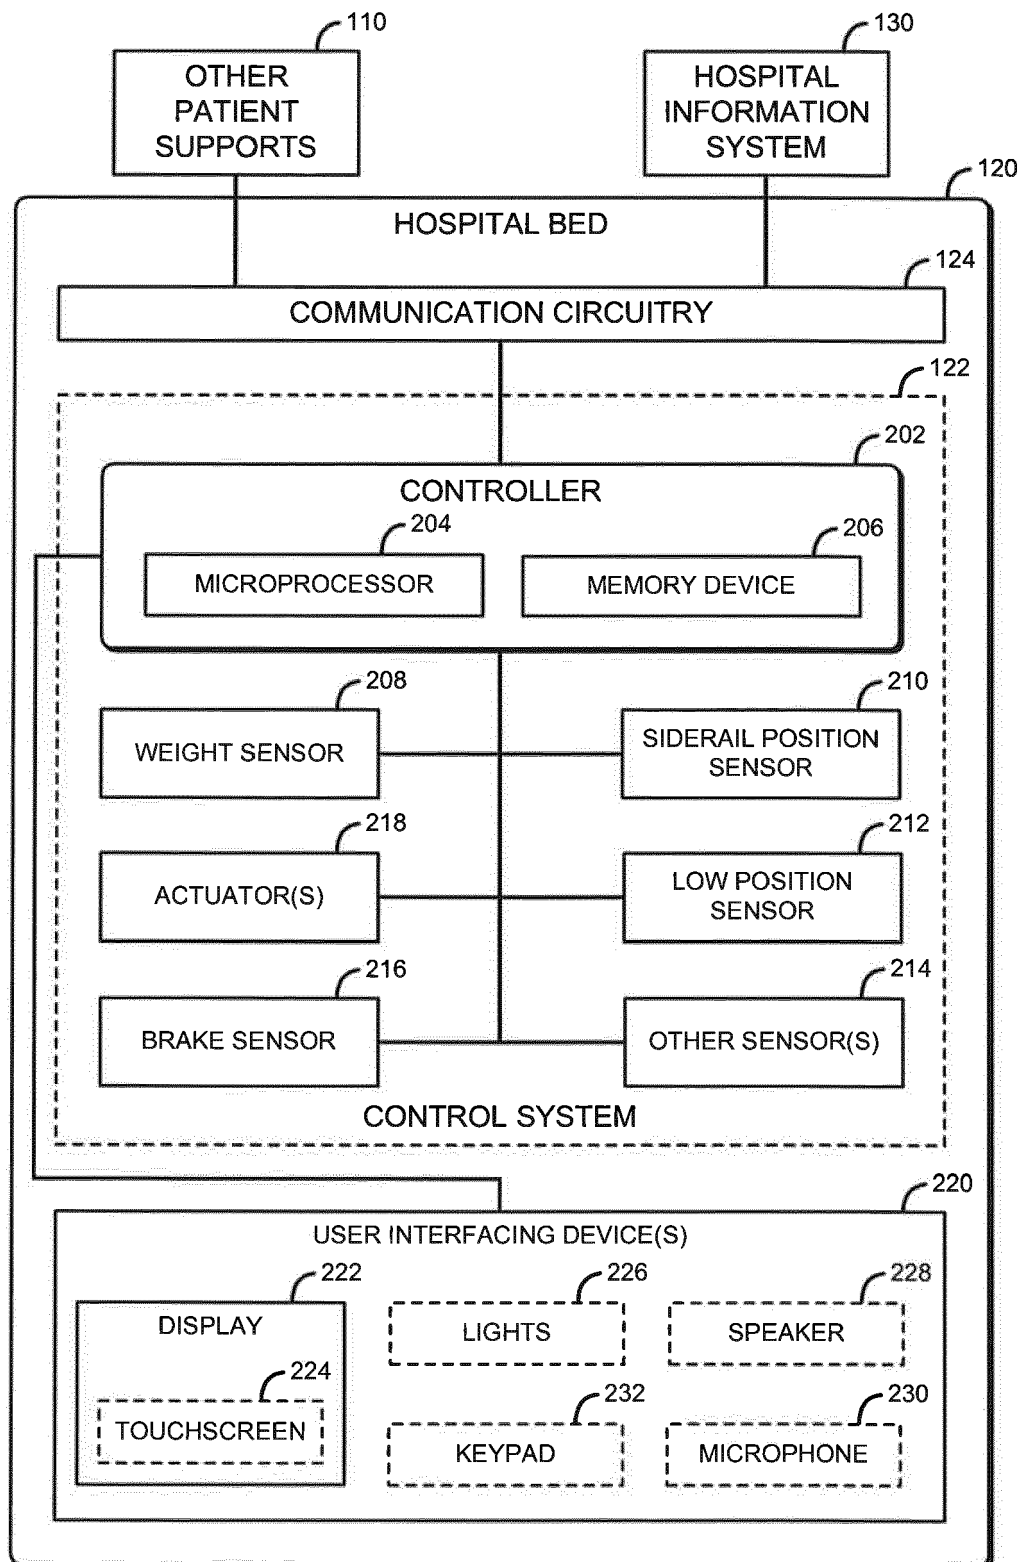 110
130
OTHER
PATIENT
SUPPORTS
HOSPITAL
INFORMATION
SYSTEM
120
HOSPITAL BED
124
COMMUNICATION CIRCUITRY
122
202
CONTROLLER
204
206
MICROPROCESSOR
MEMORY DEVICE
208
210
WEIGHT SENSOR
SIDERAIL POSITION
SENSOR
218
212
ACTUATOR(S)
LOW POSITION
SENSOR
216
214
BRAKE SENSOR
OTHER SENSOR(S)
CONTROL SYSTEM
220
USER INTERFACING DEVICE(S)
222
226
228
DISPLAY
LIGHTS
SPEAKER
224
232
230
TOUCHSCREEN
KEYPAD
MICROPHONE